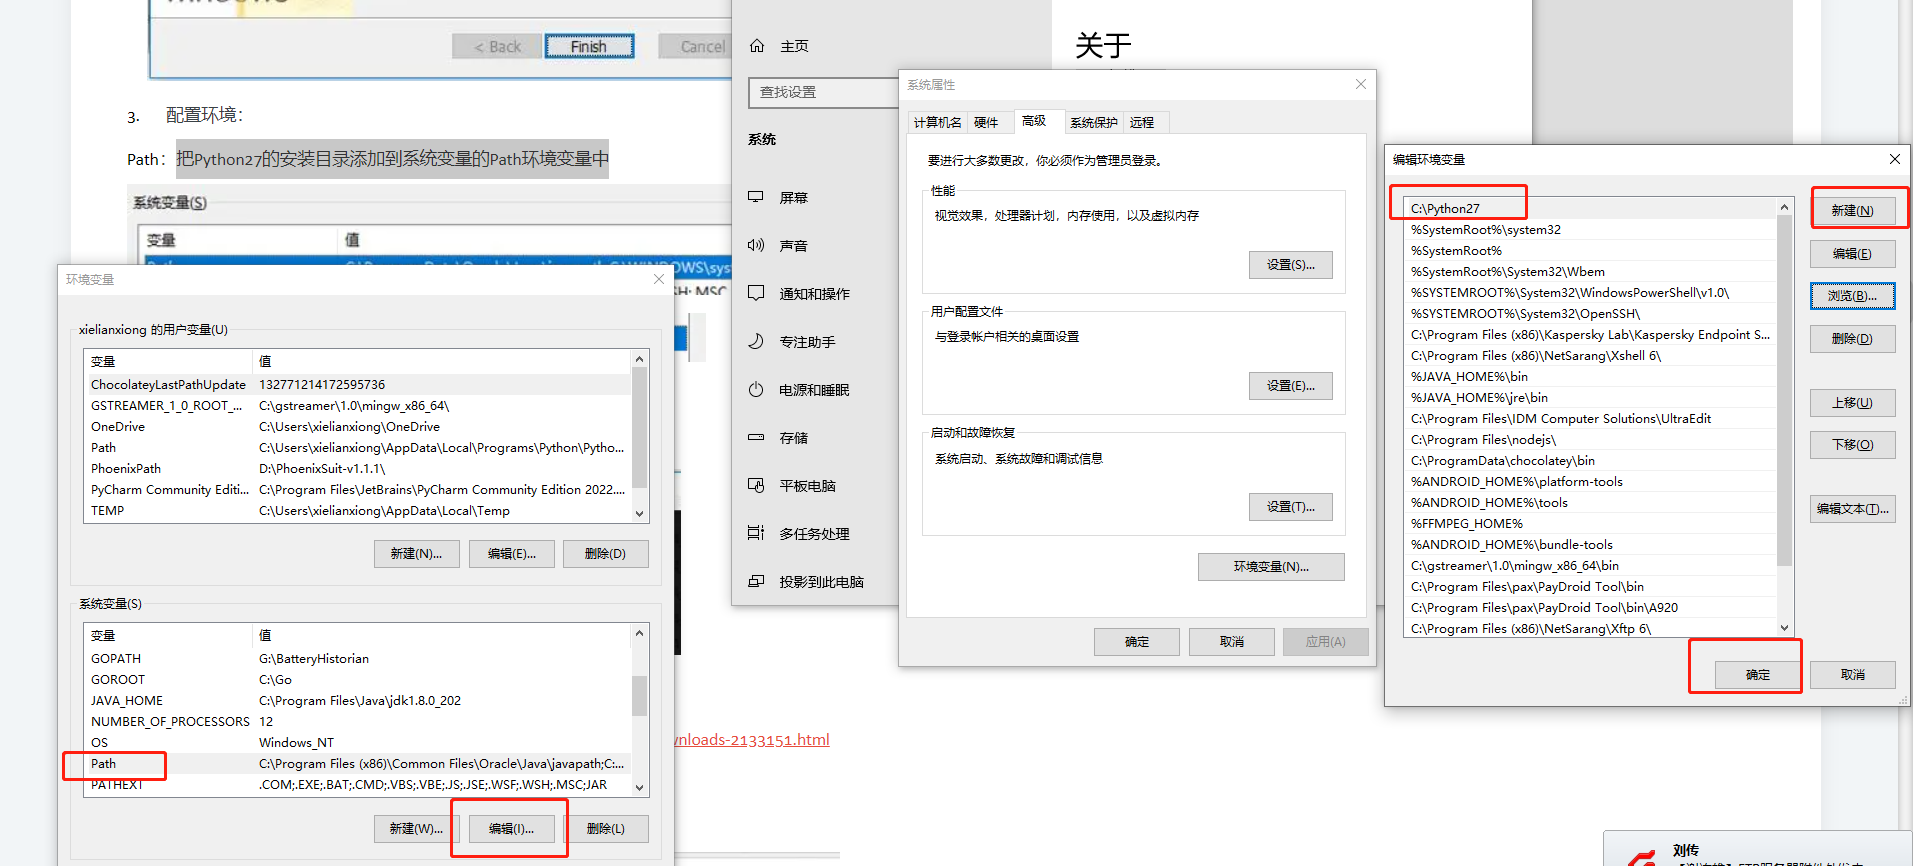 < Back
Finish
Cancel
3. 配置环境：
Path：把Python27的安装目录添加到系统变量的Path环境变量中
系统变量(S)
变量
值
WS\sys
SH;.MSC
wnloads-2133151.html
主页
查找设置
系统
屏幕
声音
通知和操作
专注助手
电源和睡眠
存储
平板电脑
多任务处理
投影到此电脑
关于
环境变量
xielianxiong 的用户变量(U)
变量 值
ChocolateyLastPathUpdate 132771214172595736
GSTREAMER_1_0_ROOT_... C:\gstreamer\1.0\mingw_x86_64\
OneDrive C:\Users\xielianxiong\OneDrive
Path C:\Users\xielianxiong\AppData\Local\Programs\Python\Pytho...
PhoenixPath D:\PhoenixSuit-v1.1.1\
PyCharm Community Editi... C:\Program Files\JetBrains\PyCharm Community Edition 2022....
TEMP C:\Users\xielianxiong\AppData\Local\Temp
新建(N)...
编辑(E)...
删除(D)
系统变量(S)
变量 值
GOPATH G:\BatteryHistorian
GOROOT C:\Go
JAVA_HOME C:\Program Files\Java\jdk1.8.0_202
NUMBER_OF_PROCESSORS 12
OS Windows_NT
Path C:\Program Files (x86)\Common Files\Oracle\Java\javapath;C:...
PATHEXT .COM;.EXE;.BAT;.CMD;.VBS;.VBE;.JS;.JSE;.WSF;.WSH;.MSC;JAR
新建(W)...
编辑(I)...
删除(L)
系统属性
计算机名 硬件 高级 系统保护 远程
要进行大多数更改，你必须作为管理员登录。
性能
视觉效果，处理器计划，内存使用，以及虚拟内存
设置(S)...
用户配置文件
与登录帐户相关的桌面设置
设置(E)...
启动和故障恢复
系统启动、系统故障和调试信息
设置(T)...
环境变量(N)...
确定
取消
应用(A)
编辑环境变量
C:\Python27
%SystemRoot%\system32
%SystemRoot%
%SystemRoot%\System32\Wbem
%SYSTEMROOT%\System32\WindowsPowerShell\v1.0\
%SYSTEMROOT%\System32\OpenSSH\
C:\Program Files (x86)\Kaspersky Lab\Kaspersky Endpoint S...
C:\Program Files (x86)\NetSarang\Xshell 6\
%JAVA_HOME%\bin
%JAVA_HOME%\jre\bin
C:\Program Files\IDM Computer Solutions\UltraEdit
C:\Program Files\nodejs\
C:\ProgramData\chocolatey\bin
%ANDROID_HOME%\platform-tools
%ANDROID_HOME%\tools
%FFMPEG_HOME%
%ANDROID_HOME%\bundle-tools
C:\gstreamer\1.0\mingw_x86_64\bin
C:\Program Files\pax\PayDroid Tool\bin
C:\Program Files\pax\PayDroid Tool\bin\A920
C:\Program Files (x86)\NetSarang\Xftp 6\
新建(N)
编辑(E)
浏览(B)...
删除(D)
上移(U)
下移(O)
编辑文本(T)...
确定
取消
刘传